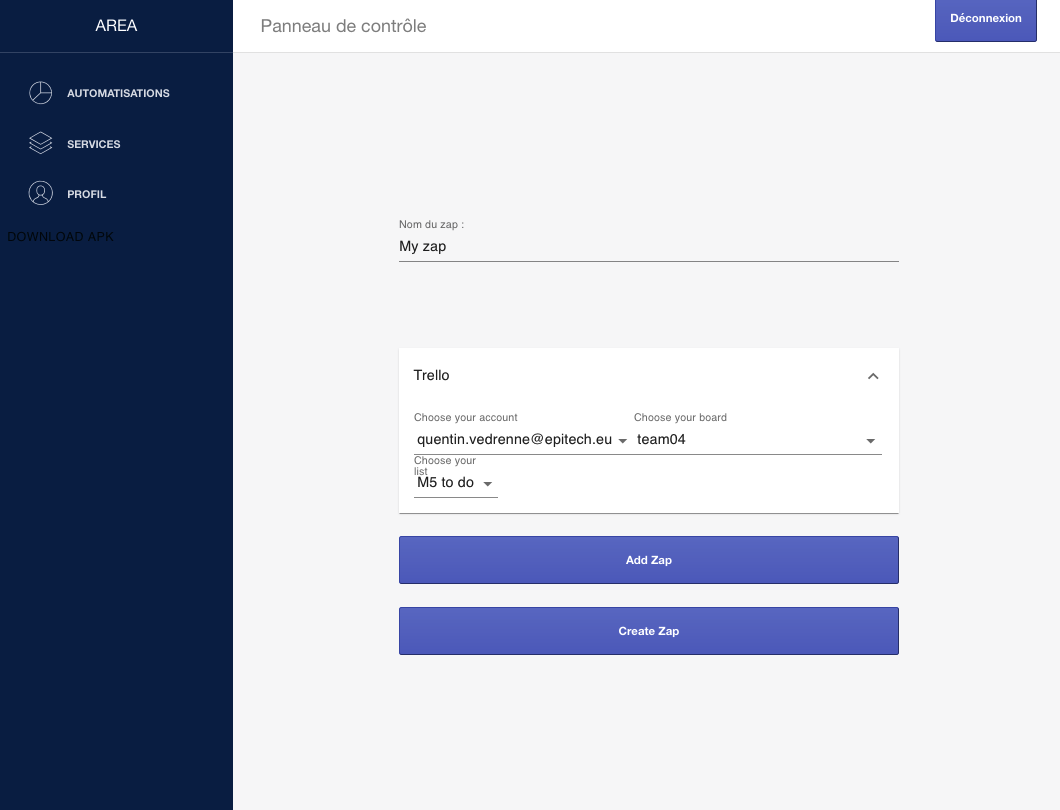 AREA
Panneau de contrôle
Déconnexion
AUTOMATISATIONS
SERVICES
PROFIL
DOWNLOAD APK
Nom du zap :
My zap
Trello
Choose your account
Choose your board
quentin.vedrenne@epitech.eu
team04
Choose your
list
M5 to do
Add Zap
Create Zap